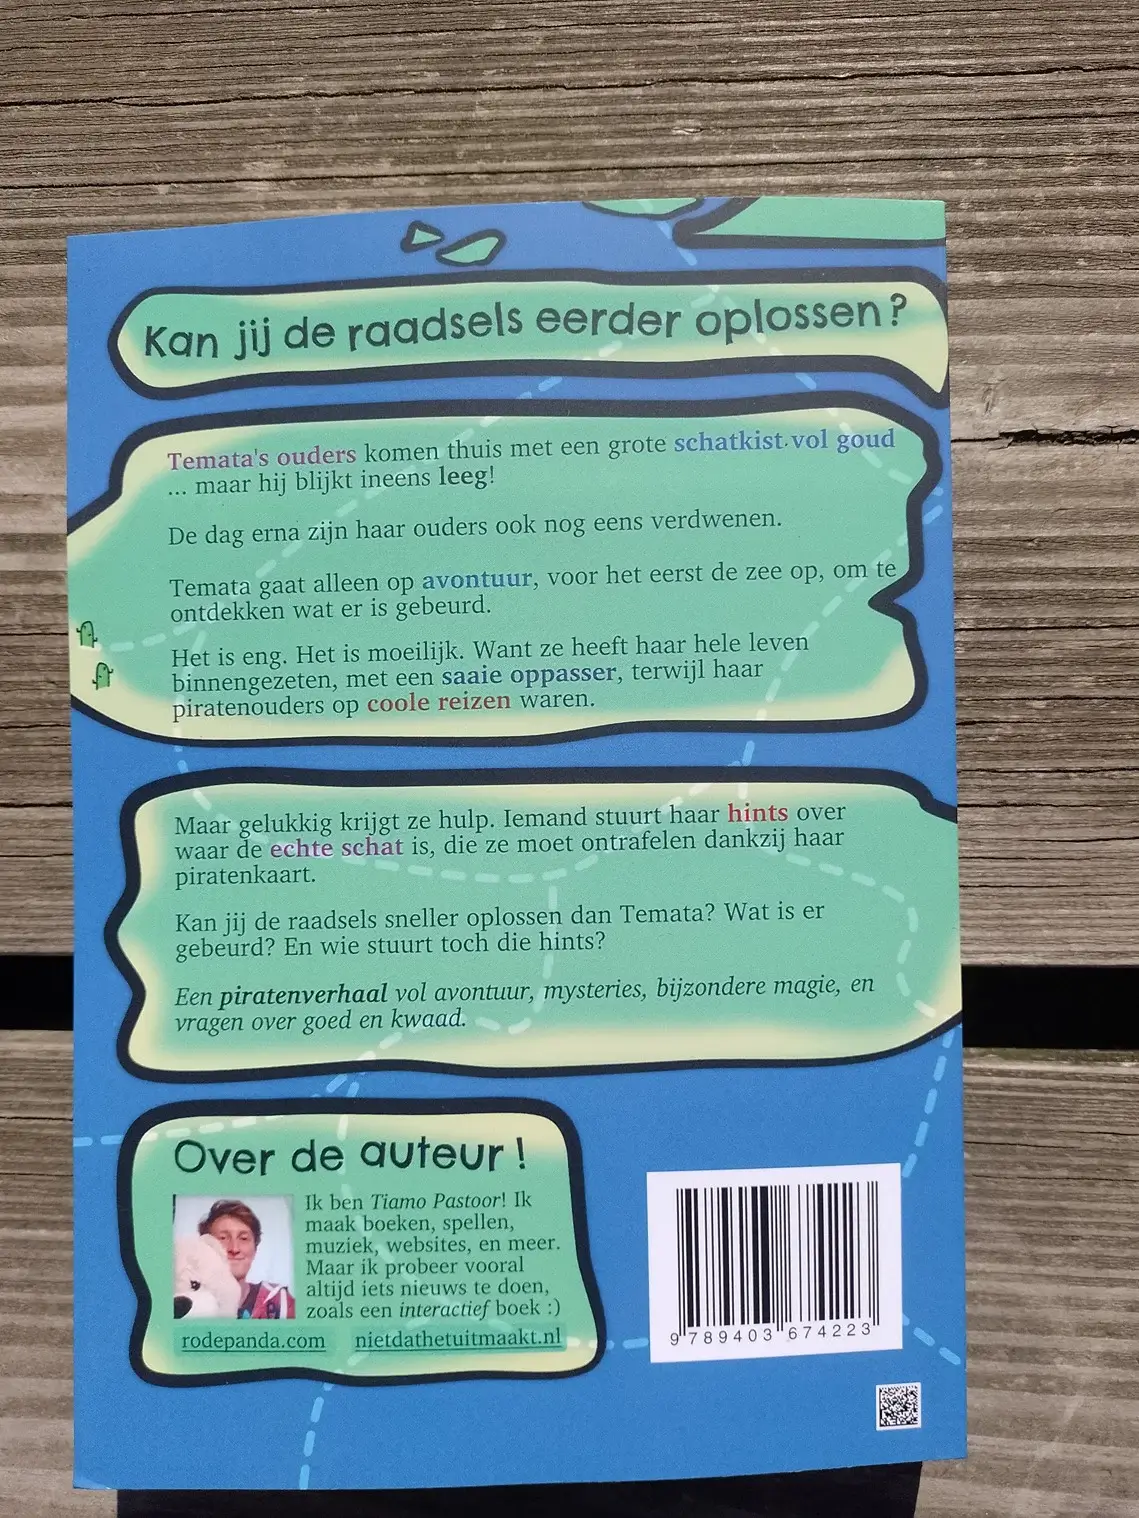 Kan jij de raadsels eerder oplossen?
Temata's ouders komen thuis met een grote schatkist vol goud
... maar hij blijkt ineens leeg!
De dag erna zijn haar ouders ook nog eens verdwenen.
Temata gaat alleen op avontuur, voor het eerst de zee op, om te
ontdekken wat er is gebeurd.
Het is eng. Het is moeilijk. Want ze heeft haar hele leven
binnengezeten, met een saaie oppasser, terwijl haar
piratenouders op coole reizen waren.
Maar gelukkig krijgt ze hulp. Iemand stuurt haar hints over
waar de echte schat is, die ze moet ontrafelen dankzij haar
piratenkaart.
Kan jij de raadsels sneller oplossen dan Temata? Wat is er
gebeurd? En wie stuurt toch die hints?
Een piratenverhaal vol avontuur, mysteries, bijzondere magie, en
vragen over goed en kwaad.
Over de auteur!
Ik ben Tiamo Pastoor! Ik
maak boeken, spellen,
muziek, websites, en meer.
Maar ik probeer vooral
altijd iets nieuws te doen,
zoals een interactief boek :)
rodepanda.com nietdathetuitmaakt.nl
9 789403 674223